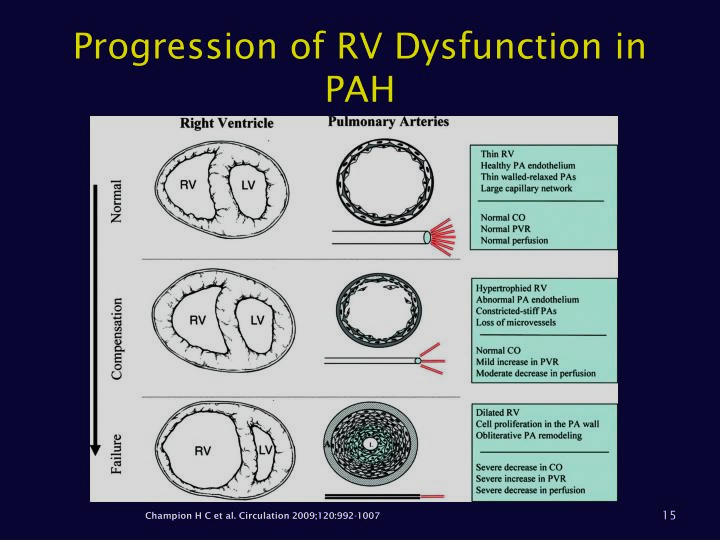 Progression of RV Dysfunction in
PAH
Right Ventricle
Pulmonary Arteries
Normal
RV
LV
Thin RV
Healthy PA endothelium
Thin walled-relaxed PAs
Large capillary network
Normal CO
Normal PVR
Normal perfusion
Compensation
RV
LV
Hypertrophied RV
Abnormal PA endothelium
Constricted-stiff PAs
Loss of microvessels
Normal CO
Mild increase in PVR
Moderate decrease in perfusion
Failure
RV
LV
L
Dilated RV
Cell proliferation in the PA wall
Obliterative PA remodeling
Severe decrease in CO
Severe increase in PVR
Severe decrease in perfusion
Champion H C et al. Circulation 2009;120:992-1007
15